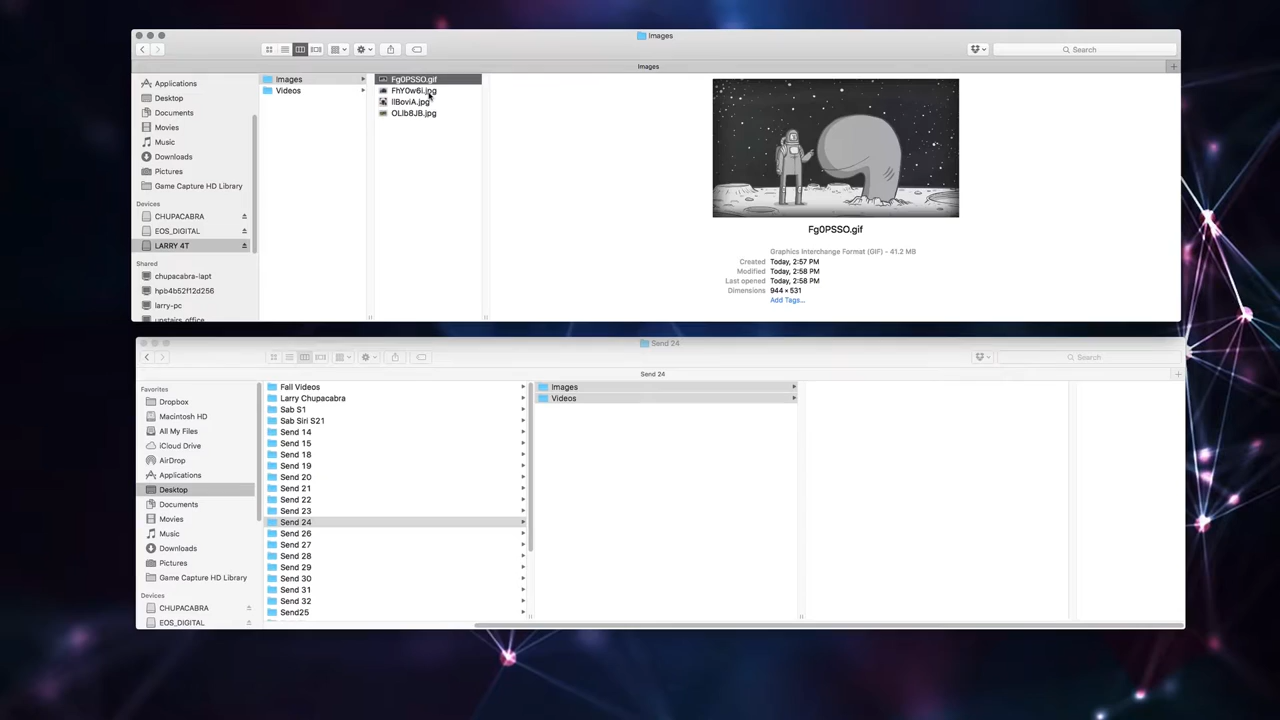 Images
Search
Images
Applications
Desktop
Documents
Movies
Music
Downloads
Pictures
Game Capture HD Library
Devices
CHUPACABRA
EOS_DIGITAL
LARRY 4T
Shared
chupacabra-lapt
hpb4b52f12d256
larry-pc
upstairs_office
Images
Videos
Fg0PSSO.gif
FhY0w6i.jpg
IIBoviA.jpg
OLIb8JB.jpg
Fg0PSSO.gif
Graphics Interchange Format (GIF) - 41.2 MB
Created Today, 2:57 PM
Modified Today, 2:58 PM
Last opened Today, 2:58 PM
Dimensions 944 × 531
Add Tags...
Send 24
Search
Send 24
Favorites
Dropbox
Macintosh HD
All My Files
iCloud Drive
AirDrop
Applications
Desktop
Documents
Movies
Music
Downloads
Pictures
Game Capture HD Library
Devices
CHUPACABRA
EOS_DIGITAL
Fall Videos
Larry Chupacabra
Sab S1
Sab Siri S21
Send 14
Send 15
Send 18
Send 19
Send 20
Send 21
Send 22
Send 23
Send 24
Send 26
Send 27
Send 28
Send 29
Send 30
Send 31
Send 32
Send25
Images
Videos